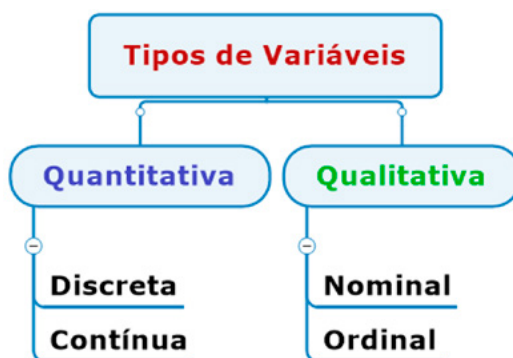 Tipos de Variáveis
Quantitativa
Qualitativa
Discreta
Contínua
Nominal
Ordinal